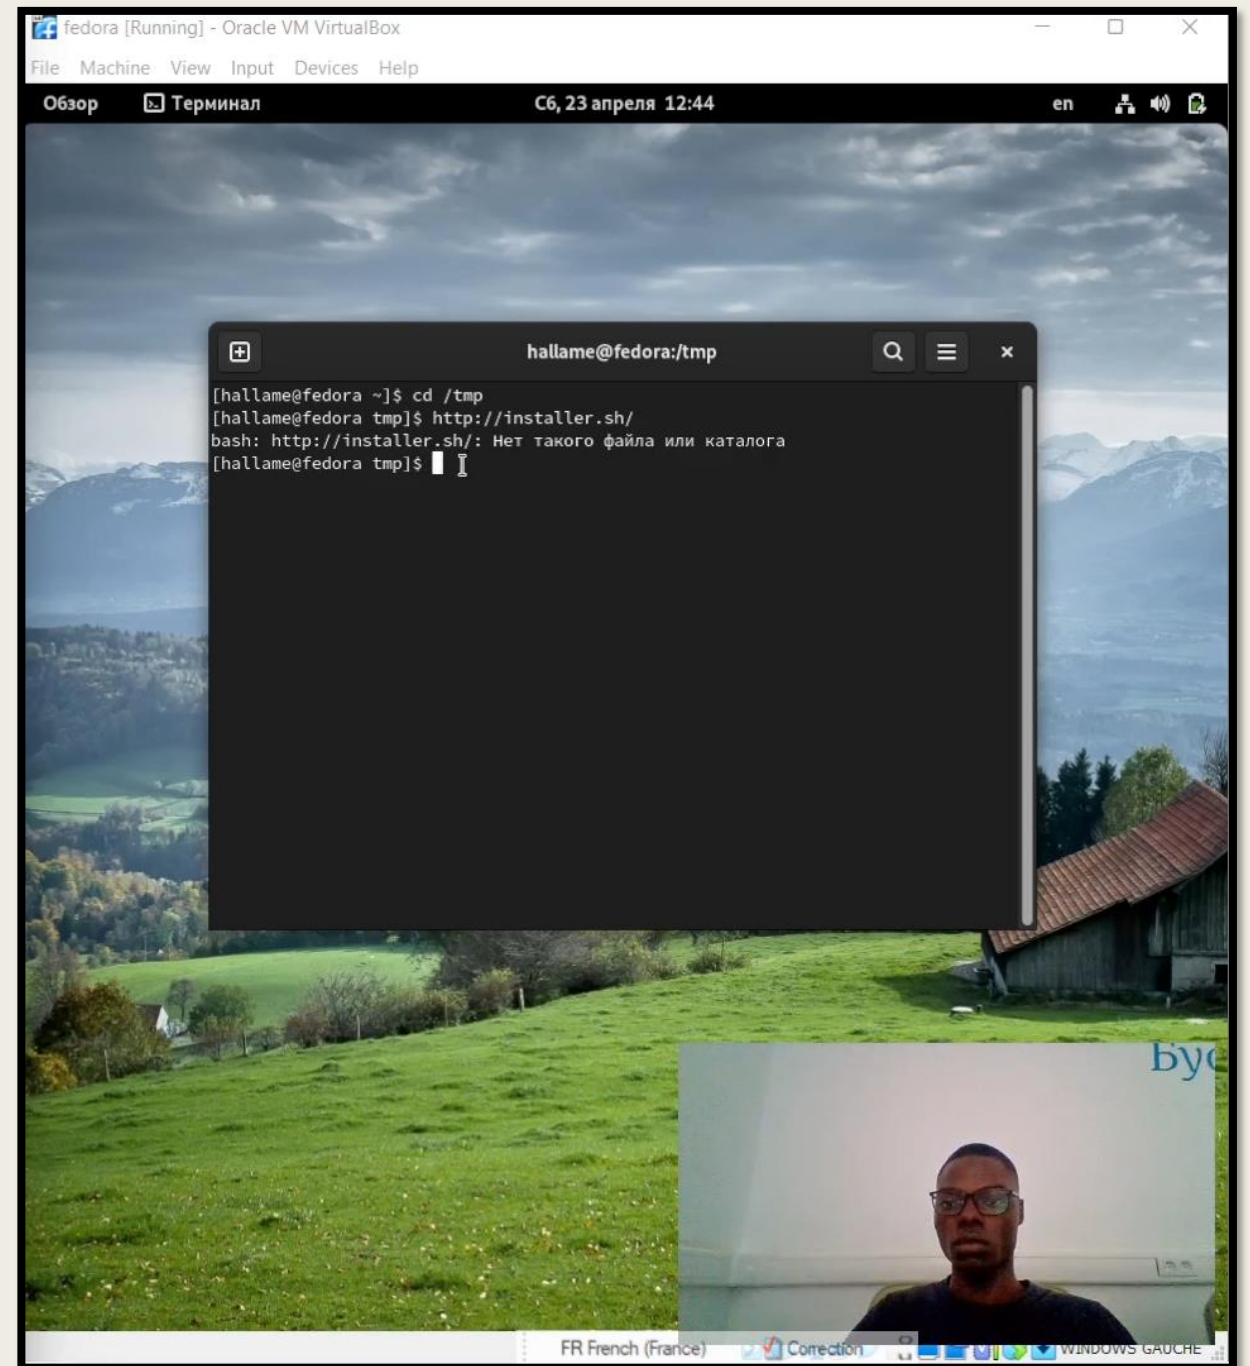 fedora [Running] - Oracle VM VirtualBox
File Machine View Input Devices Help
Обзор Терминал Сб, 23 апреля 12:44 en
hallame@fedora:/tmp
[hallame@fedora ~]$ cd /tmp
[hallame@fedora tmp]$ http://installer.sh/
bash: http://installer.sh/: Нет такого файла или каталога
[hallame@fedora tmp]$
Бус
FR French (France) Correction WINDOWS GAUCHE